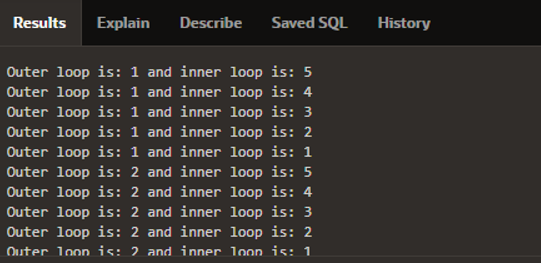 Results Explain Describe Saved SQL History
Outer loop is: 1 and inner loop is: 5
Outer loop is: 1 and inner loop is: 4
Outer loop is: 1 and inner loop is: 3
Outer loop is: 1 and inner loop is: 2
Outer loop is: 1 and inner loop is: 1
Outer loop is: 2 and inner loop is: 5
Outer loop is: 2 and inner loop is: 4
Outer loop is: 2 and inner loop is: 3
Outer loop is: 2 and inner loop is: 2
Outer loop is: 2 and inner loop is: 1